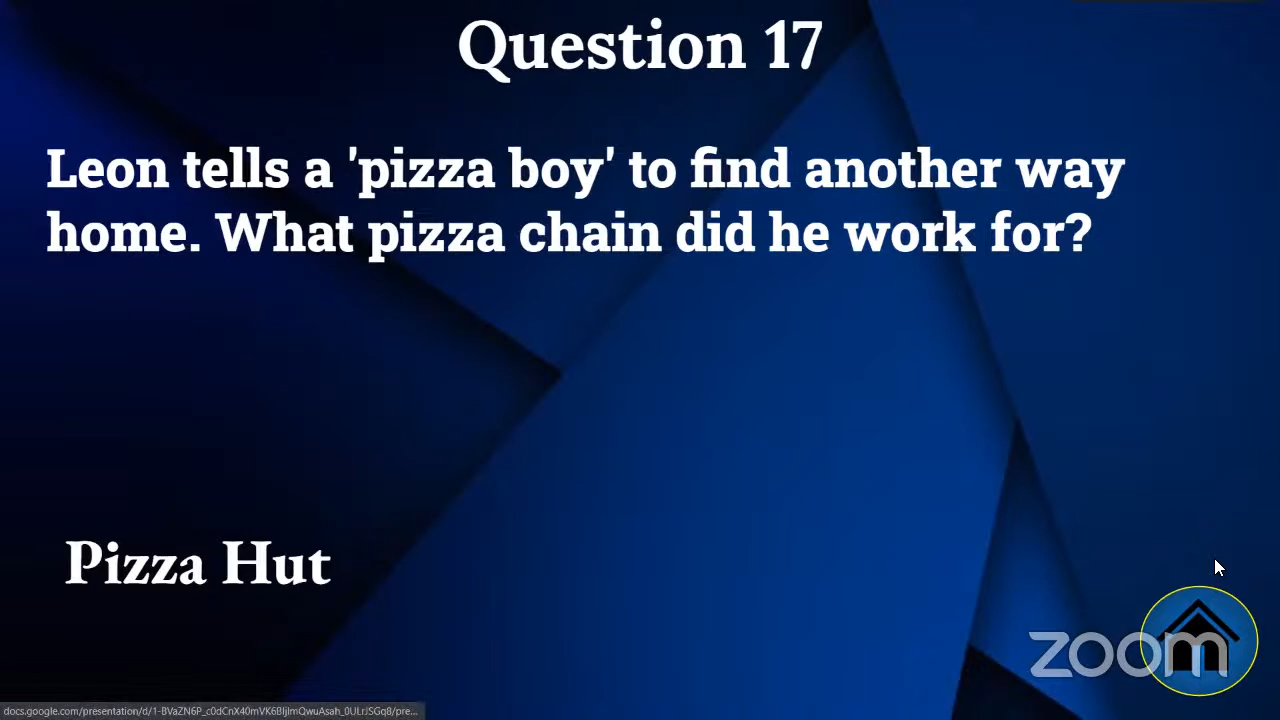 Question 17
Leon tells a 'pizza boy' to find another way
home. What pizza chain did he work for?
Pizza Hut
zoom